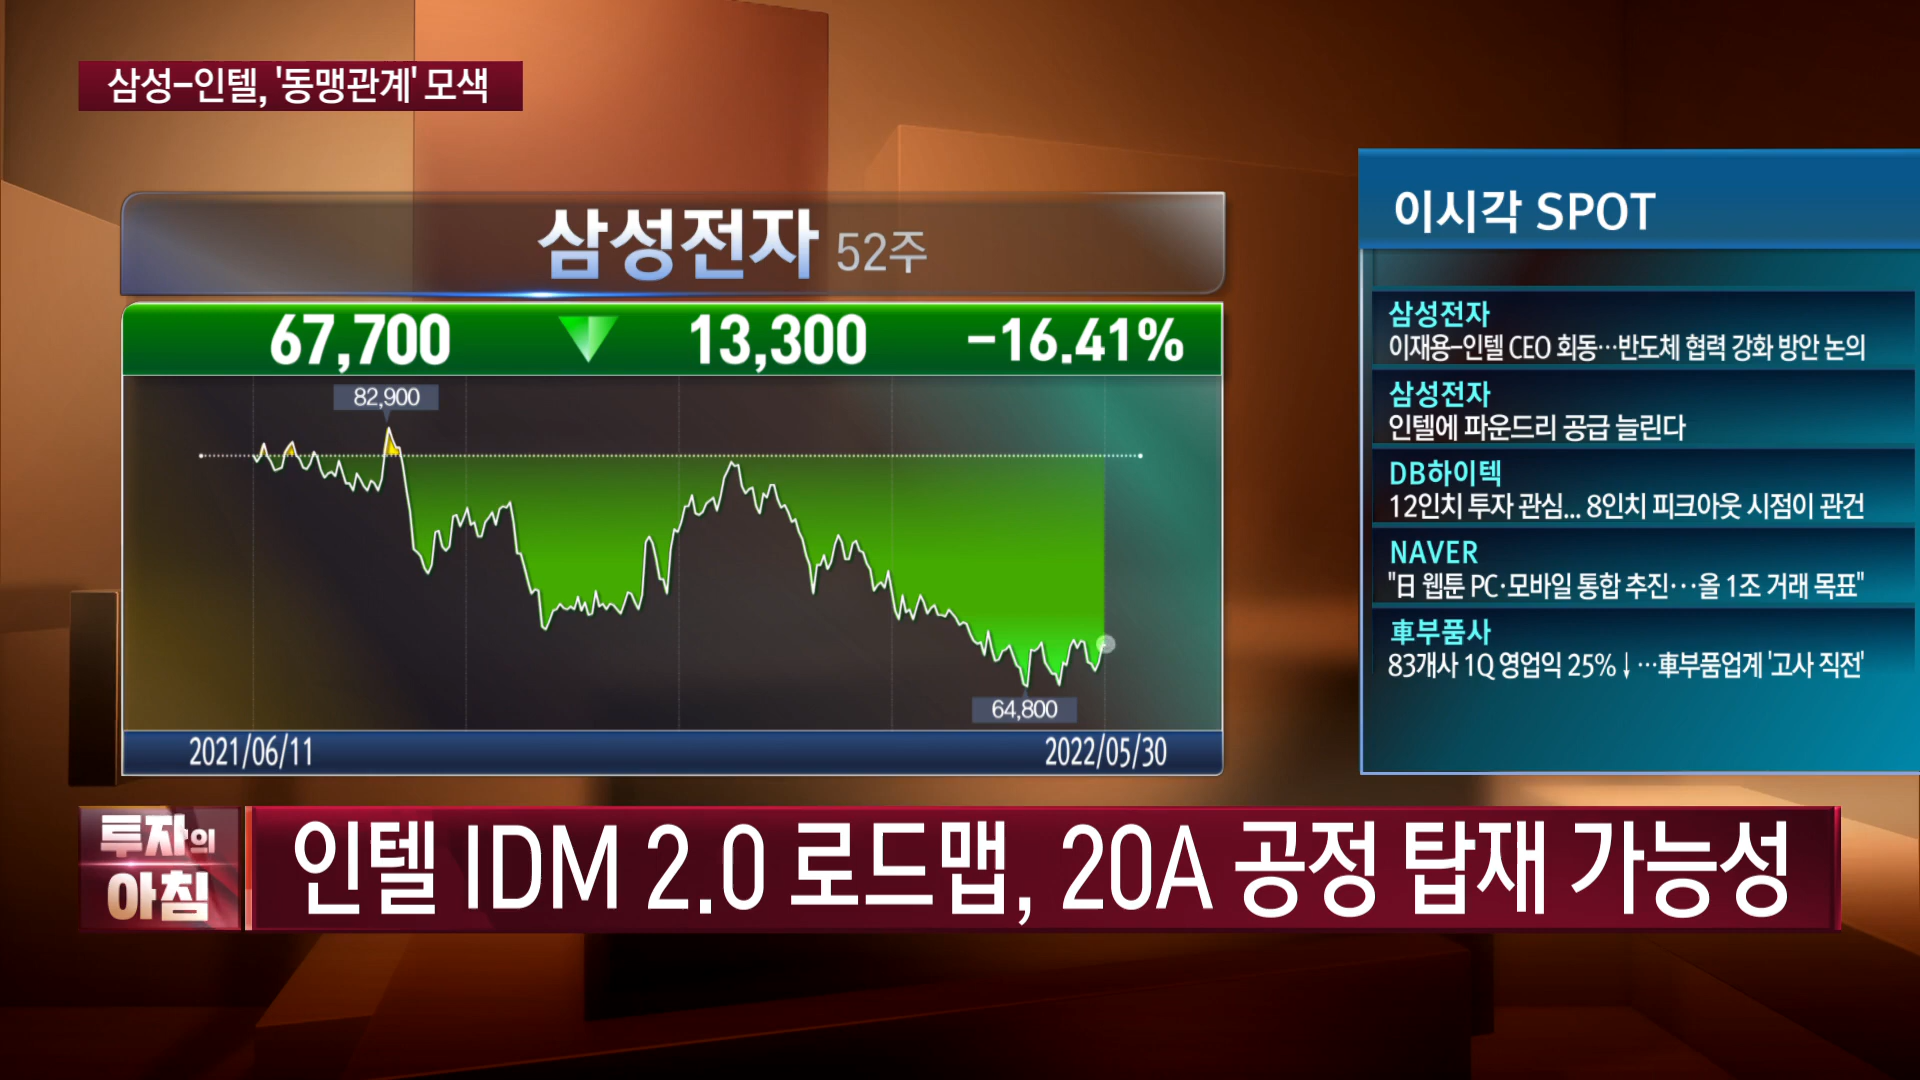 삼성-인텔, '동맹관계' 모색
삼성전자 52주
67,700 ▼ 13,300 -16.41%
82,900
64,800
2021/06/11 2022/05/30
이시각 SPOT
삼성전자
이재용-인텔 CEO 회동…반도체 협력 강화 방안 논의
삼성전자
인텔에 파운드리 공급 늘린다
DB하이텍
12인치 투자 관심... 8인치 피크아웃 시점이 관건
NAVER
"日 웹툰 PC·모바일 통합 추진…올 1조 거래 목표"
車부품사
83개사 1Q 영업익 25%↓…車부품업계 '고사 직전'
투자의
아침
인텔 IDM 2.0 로드맵, 20A 공정 탑재 가능성